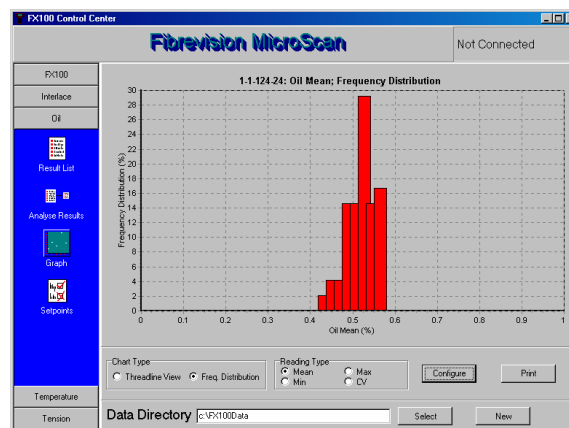 FX100 Control Center
Fibrevision MicroScan
Not Connected
FX100
Interlace
Oil
Result List
Analyse Results
Graph
Setpoints
Temperature
Tension
1-1-124-24: Oil Mean; Frequency Distribution
Frequency Distribution (%)
30
28
26
24
22
20
18
16
14
12
10
8
6
4
2
0
0 0.1 0.2 0.3 0.4 0.5 0.6 0.7 0.8 0.9 1
Oil Mean (%)
Chart Type
Threadline View Freq. Distribution
Reading Type
Mean Max
Min CV
Configure
Print
Data Directory c:\FX100Data Select New